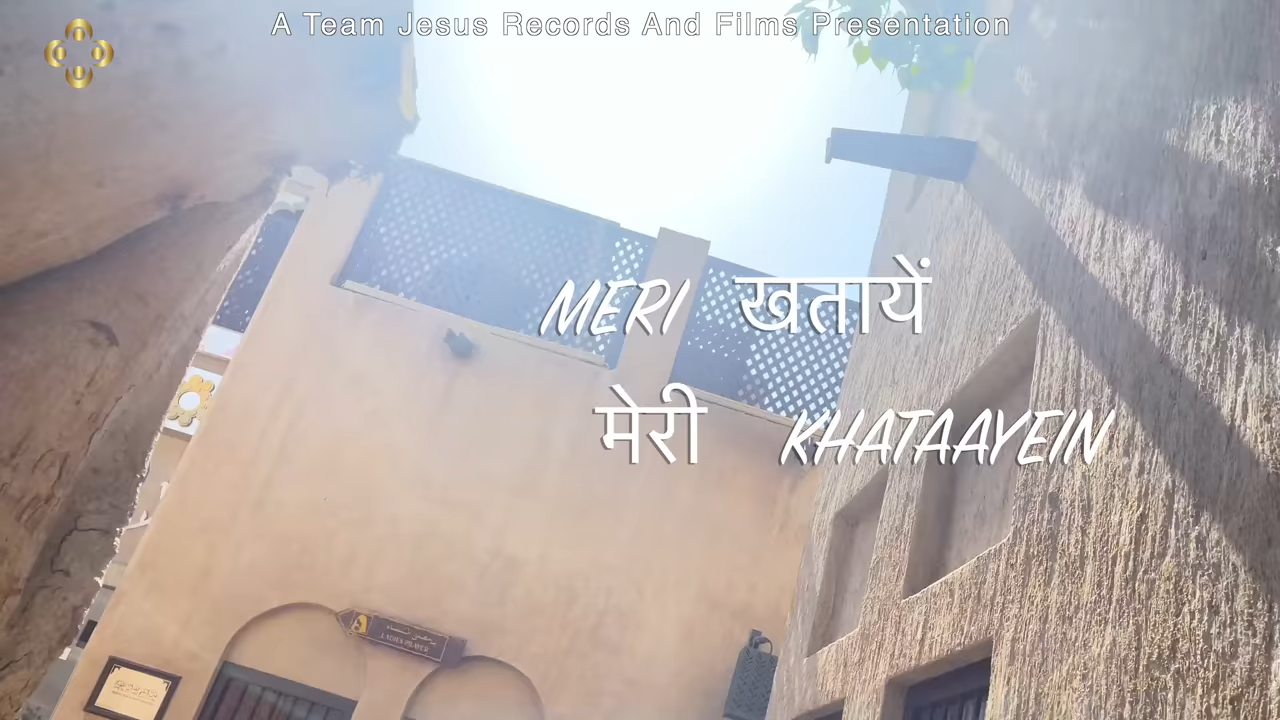 A Team Jesus Records And Films Presentation
MERI खतायें
मेरी KHATAAYEIN